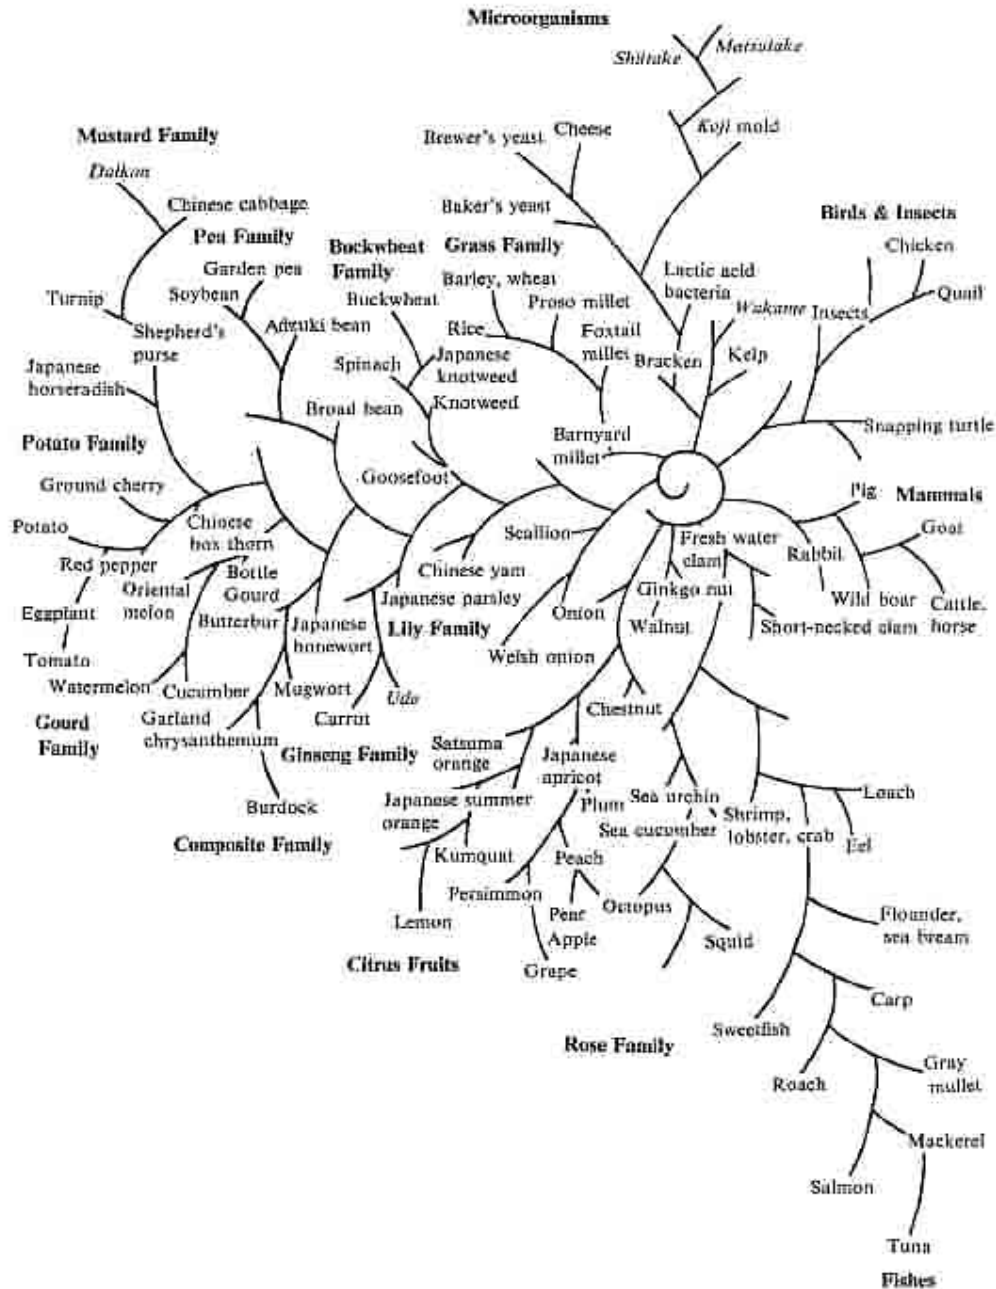 Microorganisms
Shiitake
Matsutake
Koji mold
Brewer's yeast
Cheese
Baker's yeast
Lactic acid
bacteria
Mustard Family
Daikon
Chinese cabbage
Turnip
Shepherd's
purse
Japanese
horseradish
Pea Family
Garden pea
Soybean
Adzuki bean
Broad bean
Buckwheat
Family
Buckwheat
Spinach
Japanese
knotweed
Knotweed
Goosefoot
Grass Family
Barley, wheat
Proso millet
Rice
Foxtail
millet
Barnyard
millet
Bracken
Wakame
Kelp
Birds & Insects
Chicken
Insects
Quail
Snapping turtle
Potato Family
Ground cherry
Potato
Chinese
box thorn
Red pepper
Eggplant
Tomato
Oriental
melon
Bottle
Gourd
Watermelon
Cucumber
Gourd
Family
Butterbur
Japanese
honewort
Mugwort
Garland
chrysanthemum
Burdock
Composite Family
Japanese parsley
Udo
Carrot
Ginseng Family
Scallion
Chinese yam
Lily Family
Welsh onion
Onion
Fresh water
clam
Ginkgo nut
Walnut
Short-necked clam
Chestnut
Pig
Mammals
Goat
Rabbit
Wild boar
Cattle,
horse
Satsuma
orange
Japanese summer
orange
Kumquat
Lemon
Citrus Fruits
Japanese
apricot
Plum
Peach
Persimmon
Pear
Apple
Grape
Rose Family
Sea urchin
Sea cucumber
Octopus
Squid
Shrimp,
lobster, crab
Loach
Eel
Flounder,
sea bream
Carp
Sweetfish
Roach
Gray
mullet
Mackerel
Salmon
Tuna
Fishes